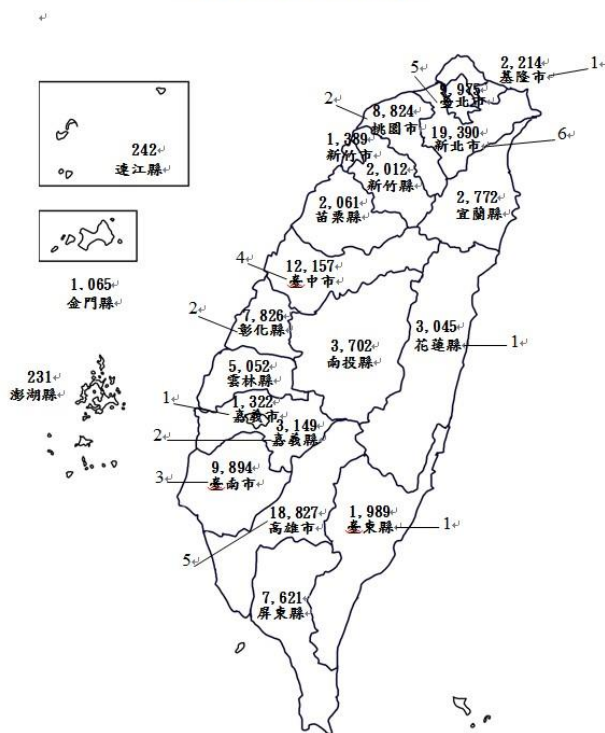 2,214
基隆市
1
5
9,975
臺北市
2
8,824
桃園市
19,390
新北市
6
1,389
新竹市
242
連江縣
2,012
新竹縣
2,061
苗栗縣
2,772
宜蘭縣
4
12,157
臺中市
1,065
金門縣
2
7,826
彰化縣
3,045
花蓮縣
1
3,702
南投縣
5,052
雲林縣
231
澎湖縣
1
1,322
嘉義市
2
3,149
嘉義縣
9,894
臺南市
3
18,827
高雄市
5
1,989
臺東縣
1
7,621
屏東縣